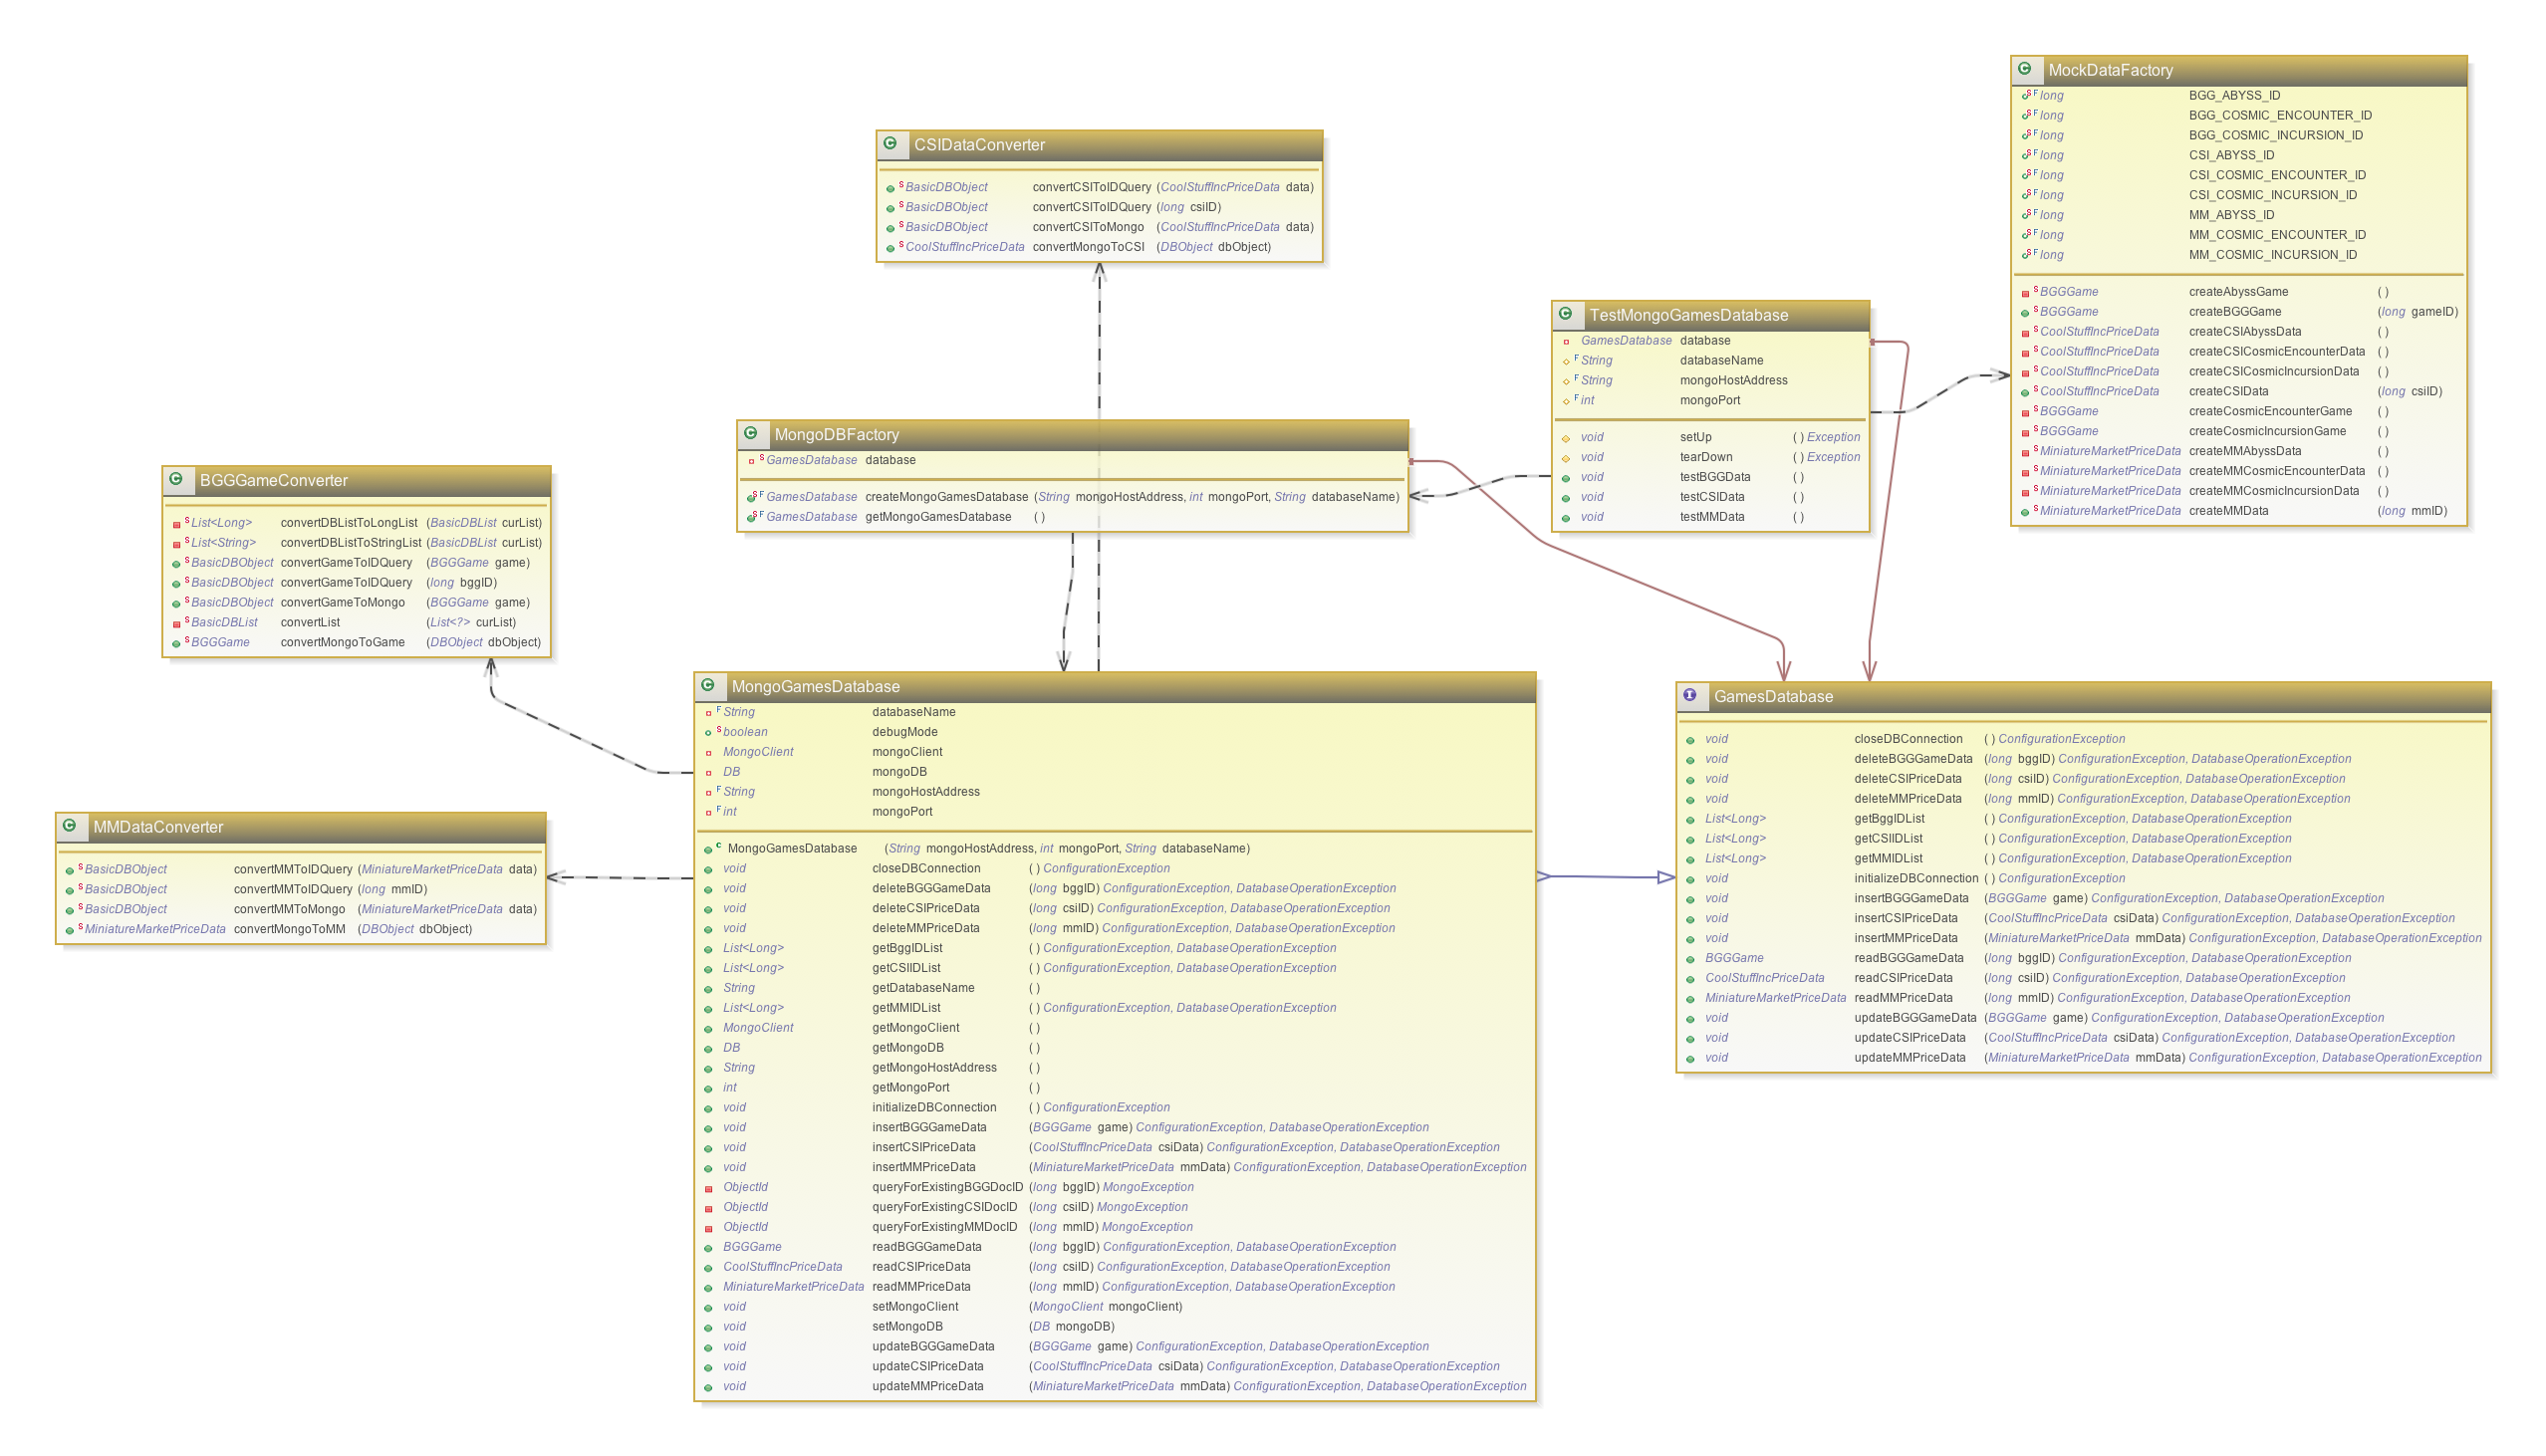 MockDataFactory
long BGG_ABYSS_ID
long BGG_COSMIC_ENCOUNTER_ID
long BGG_COSMIC_INCURSION_ID
long CSI_ABYSS_ID
long CSI_COSMIC_ENCOUNTER_ID
long CSI_COSMIC_INCURSION_ID
long MM_ABYSS_ID
long MM_COSMIC_ENCOUNTER_ID
long MM_COSMIC_INCURSION_ID
BGGGame createAbyssGame ( )
BGGGame createBGGGame (long gameID)
CoolStuffIncPriceData createCSIAbyssData ( )
CoolStuffIncPriceData createCSICosmicEncounterData ( )
CoolStuffIncPriceData createCSICosmicIncursionData ( )
CoolStuffIncPriceData createCSIData (long csiID)
BGGGame createCosmicEncounterGame ( )
BGGGame createCosmicIncursionGame ( )
MiniatureMarketPriceData createMMAbyssData ( )
MiniatureMarketPriceData createMMCosmicEncounterData ( )
MiniatureMarketPriceData createMMCosmicIncursionData ( )
MiniatureMarketPriceData createMMData (long mmID)
CSIDataConverter
BasicDBObject convertCSIToIDQuery (CoolStuffIncPriceData data)
BasicDBObject convertCSIToIDQuery (long csiID)
BasicDBObject convertCSIToMongo (CoolStuffIncPriceData data)
CoolStuffIncPriceData convertMongoToCSI (DBObject dbObject)
TestMongoGamesDatabase
GamesDatabase database
String databaseName
String mongoHostAddress
int mongoPort
void setUp ( ) Exception
void tearDown ( ) Exception
void testBGGData ( )
void testCSIData ( )
void testMMData ( )
MongoDBFactory
GamesDatabase database
GamesDatabase createMongoGamesDatabase (String mongoHostAddress, int mongoPort, String databaseName)
GamesDatabase getMongoGamesDatabase ( )
BGGGameConverter
List<Long> convertDBListToLongList (BasicDBList curList)
List<String> convertDBListToStringList (BasicDBList curList)
BasicDBObject convertGameToIDQuery (BGGGame game)
BasicDBObject convertGameToIDQuery (long bggID)
BasicDBObject convertGameToMongo (BGGGame game)
BasicDBList convertList (List<?> curList)
BGGGame convertMongoToGame (DBObject dbObject)
MMDataConverter
BasicDBObject convertMMToIDQuery (MiniatureMarketPriceData data)
BasicDBObject convertMMToIDQuery (long mmID)
BasicDBObject convertMMToMongo (MiniatureMarketPriceData data)
MiniatureMarketPriceData convertMongoToMM (DBObject dbObject)
MongoGamesDatabase
String databaseName
boolean debugMode
MongoClient mongoClient
DB mongoDB
String mongoHostAddress
int mongoPort
MongoGamesDatabase (String mongoHostAddress, int mongoPort, String databaseName)
void closeDBConnection ( ) ConfigurationException
void deleteBGGGameData (long bggID) ConfigurationException, DatabaseOperationException
void deleteCSIPriceData (long csiID) ConfigurationException, DatabaseOperationException
void deleteMMPriceData (long mmID) ConfigurationException, DatabaseOperationException
List<Long> getBggIDList ( ) ConfigurationException, DatabaseOperationException
List<Long> getCSIIDList ( ) ConfigurationException, DatabaseOperationException
String getDatabaseName ( )
List<Long> getMMIDList ( ) ConfigurationException, DatabaseOperationException
MongoClient getMongoClient ( )
DB getMongoDB ( )
String getMongoHostAddress ( )
int getMongoPort ( )
void initializeDBConnection ( ) ConfigurationException
void insertBGGGameData (BGGGame game) ConfigurationException, DatabaseOperationException
void insertCSIPriceData (CoolStuffIncPriceData csiData) ConfigurationException, DatabaseOperationException
void insertMMPriceData (MiniatureMarketPriceData mmData) ConfigurationException, DatabaseOperationException
ObjectId queryForExistingBGGDocID (long bggID) MongoException
ObjectId queryForExistingCSIDocID (long csiID) MongoException
ObjectId queryForExistingMMDocID (long mmID) MongoException
BGGGame readBGGGameData (long bggID) ConfigurationException, DatabaseOperationException
CoolStuffIncPriceData readCSIPriceData (long csiID) ConfigurationException, DatabaseOperationException
MiniatureMarketPriceData readMMPriceData (long mmID) ConfigurationException, DatabaseOperationException
void setMongoClient (MongoClient mongoClient)
void setMongoDB (DB mongoDB)
void updateBGGGameData (BGGGame game) ConfigurationException, DatabaseOperationException
void updateCSIPriceData (CoolStuffIncPriceData csiData) ConfigurationException, DatabaseOperationException
void updateMMPriceData (MiniatureMarketPriceData mmData) ConfigurationException, DatabaseOperationException
GamesDatabase
void closeDBConnection ( ) ConfigurationException
void deleteBGGGameData (long bggID) ConfigurationException, DatabaseOperationException
void deleteCSIPriceData (long csiID) ConfigurationException, DatabaseOperationException
void deleteMMPriceData (long mmID) ConfigurationException, DatabaseOperationException
List<Long> getBggIDList ( ) ConfigurationException, DatabaseOperationException
List<Long> getCSIIDList ( ) ConfigurationException, DatabaseOperationException
List<Long> getMMIDList ( ) ConfigurationException, DatabaseOperationException
void initializeDBConnection ( ) ConfigurationException
void insertBGGGameData (BGGGame game) ConfigurationException, DatabaseOperationException
void insertCSIPriceData (CoolStuffIncPriceData csiData) ConfigurationException, DatabaseOperationException
void insertMMPriceData (MiniatureMarketPriceData mmData) ConfigurationException, DatabaseOperationException
BGGGame readBGGGameData (long bggID) ConfigurationException, DatabaseOperationException
CoolStuffIncPriceData readCSIPriceData (long csiID) ConfigurationException, DatabaseOperationException
MiniatureMarketPriceData readMMPriceData (long mmID) ConfigurationException, DatabaseOperationException
void updateBGGGameData (BGGGame game) ConfigurationException, DatabaseOperationException
void updateCSIPriceData (CoolStuffIncPriceData csiData) ConfigurationException, DatabaseOperationException
void updateMMPriceData (MiniatureMarketPriceData mmData) ConfigurationException, DatabaseOperationException